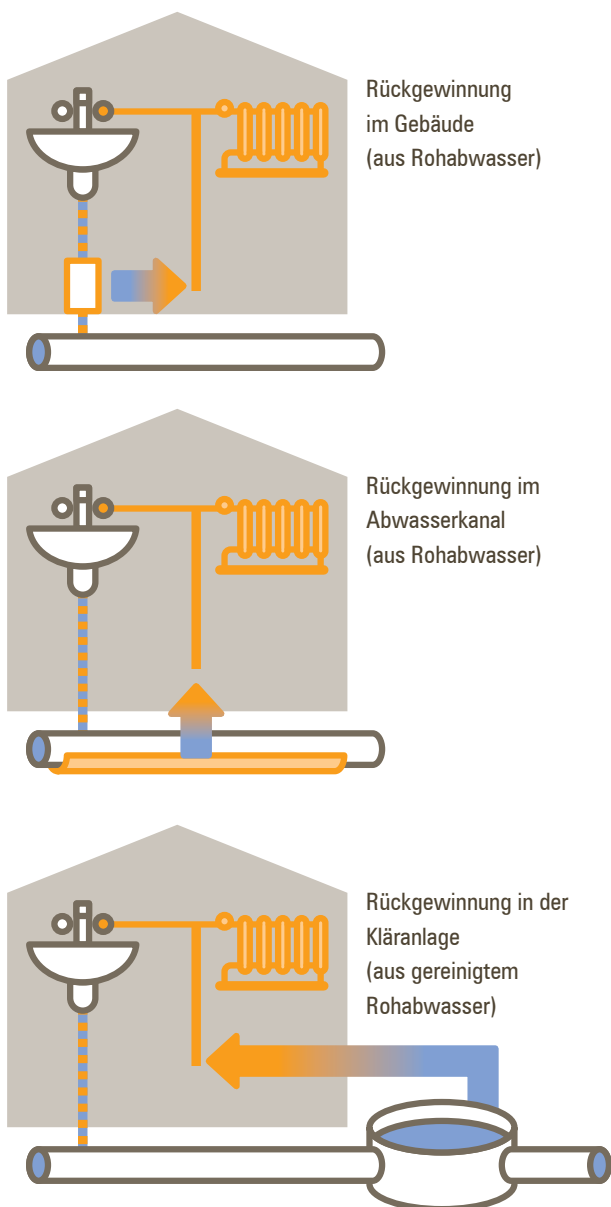 Rückgewinnung
im Gebäude
(aus Rohabwasser)
Rückgewinnung im
Abwasserkanal
(aus Rohabwasser)
Rückgewinnung in der
Kläranlage
(aus gereinigtem
Rohabwasser)